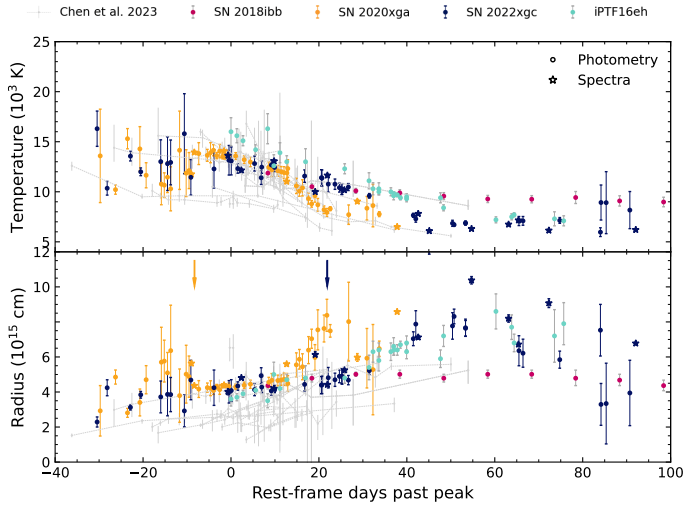 Chen et al. 2023 SN 2018ibb SN 2020xga SN 2022xgc iPTF16eh
Photometry
Spectra
Temperature (10³ K)
25
20
15
10
5
Radius (10¹⁵ cm)
12
10
8
6
4
2
0
−40 −20 0 20 40 60 80 100
Rest-frame days past peak